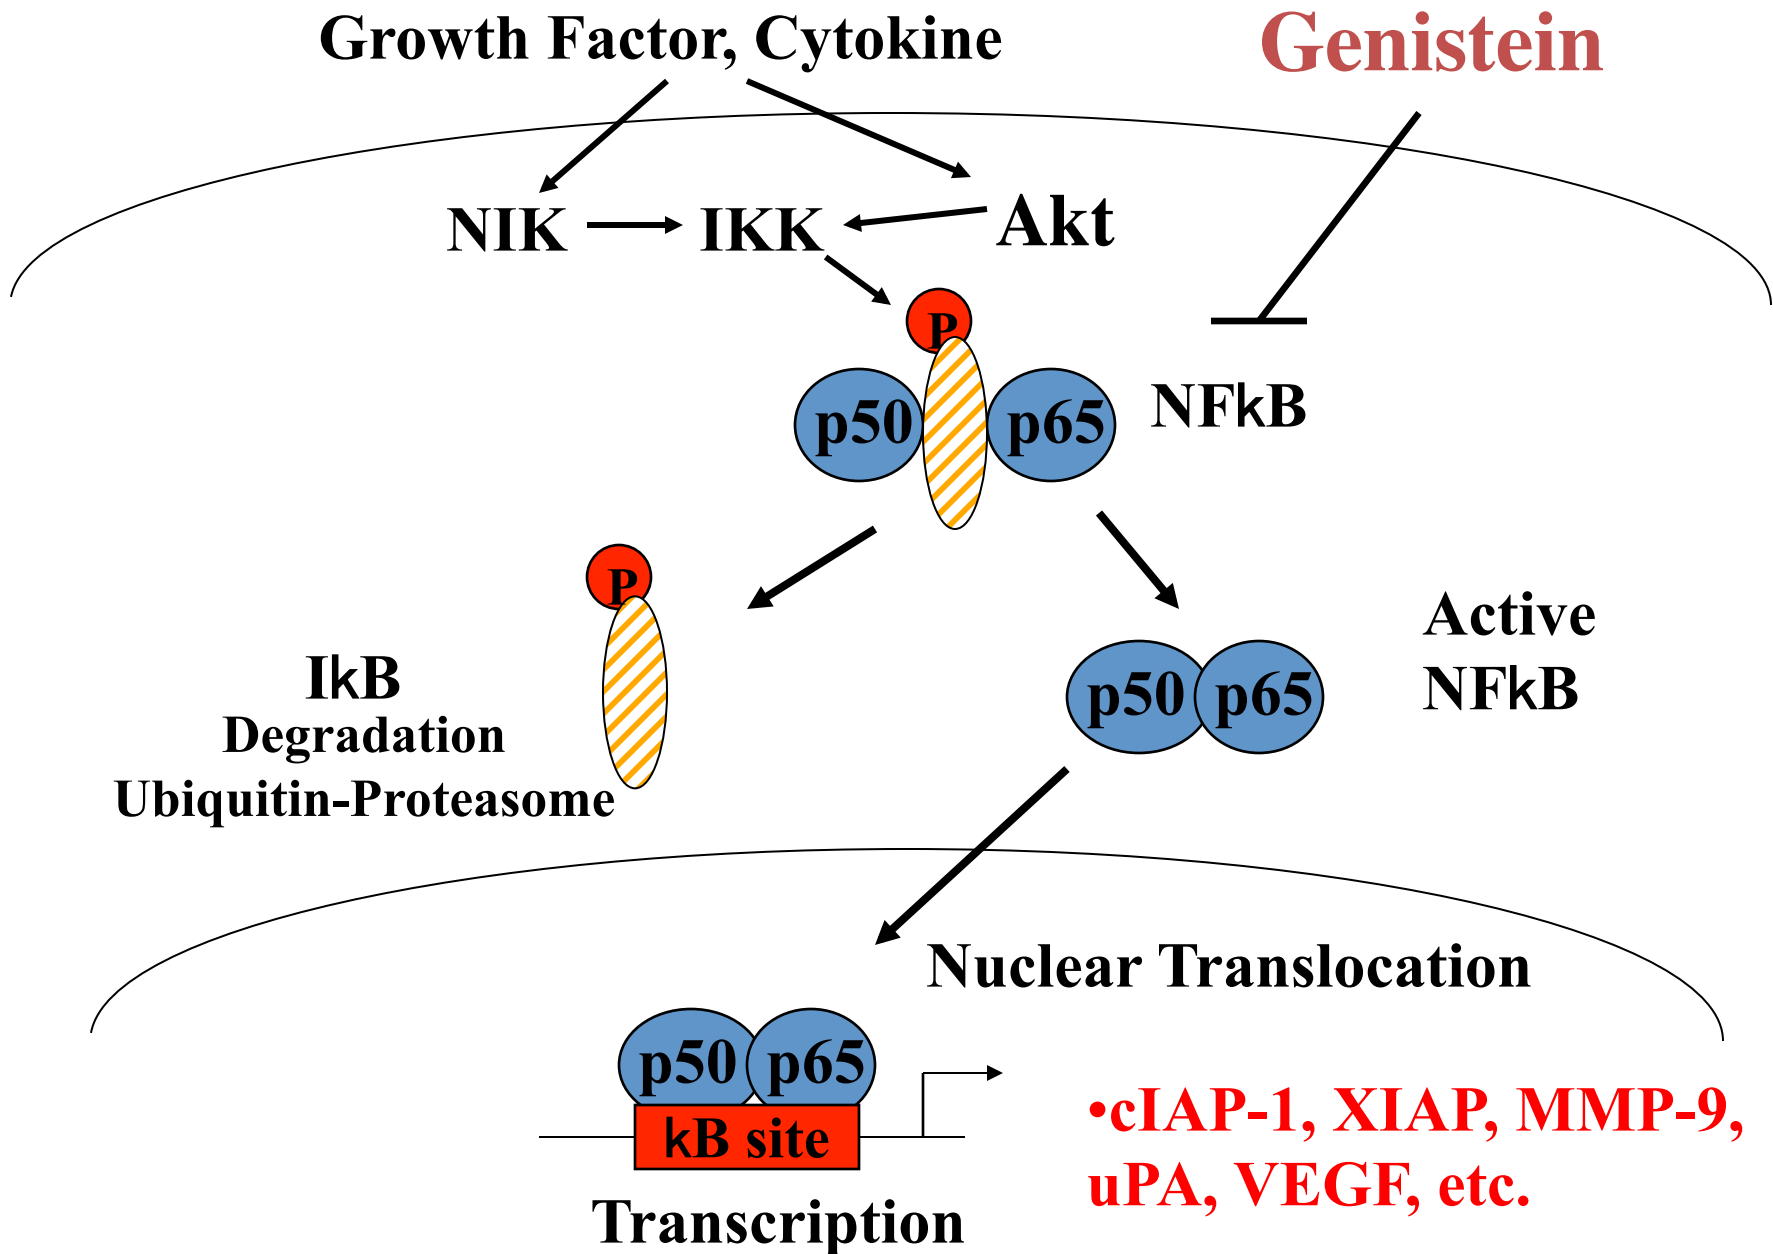 Growth Factor, Cytokine
Genistein
NIK
IKK
Akt
P
p50
p65
NFkB
P
IkB
Degradation
Ubiquitin-Proteasome
p50
p65
Active
NFkB
Nuclear Translocation
p50
p65
kB site
Transcription
•cIAP-1, XIAP, MMP-9,
uPA, VEGF, etc.